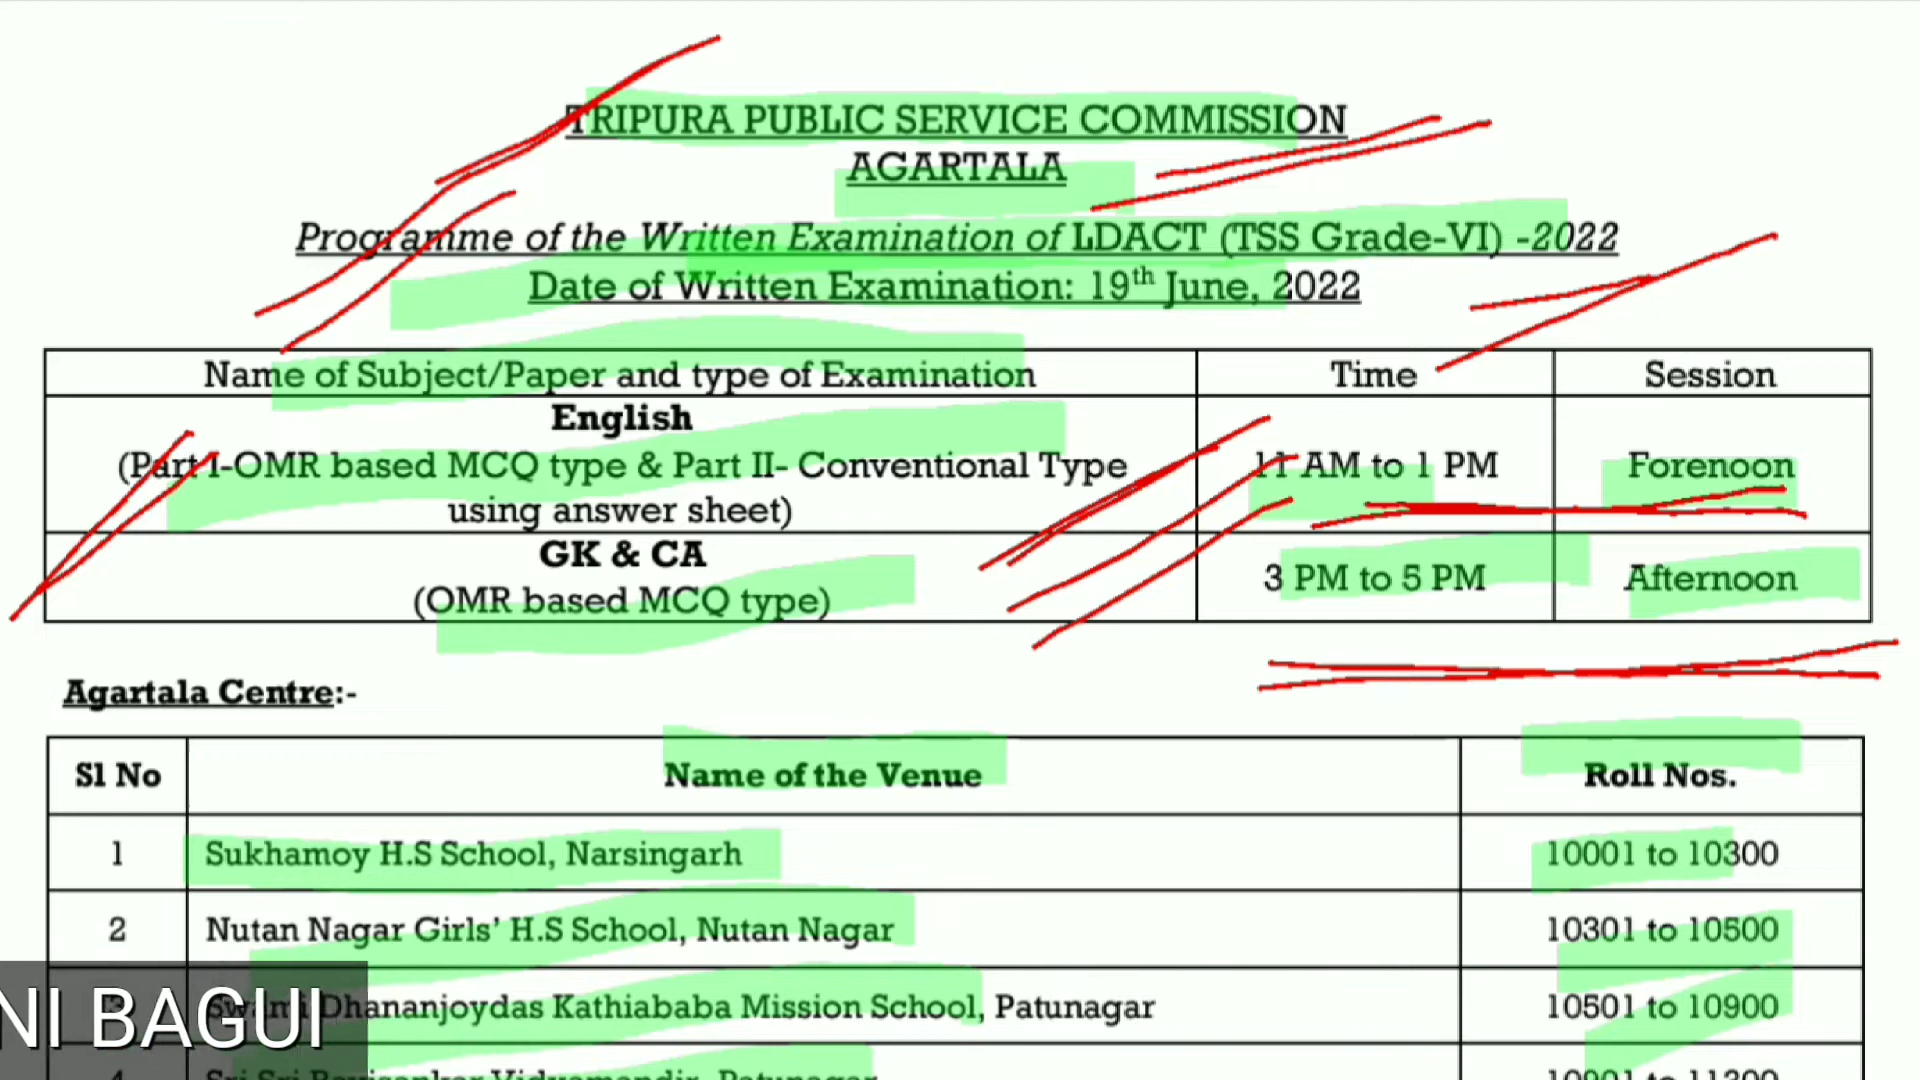 TRIPURA PUBLIC SERVICE COMMISSION
AGARTALA
Programme of the Written Examination of LDACT (TSS Grade-VI) -2022
Date of Written Examination: 19th June, 2022
Name of Subject/Paper and type of Examination Time Session
English
(Part I-OMR based MCQ type & Part II- Conventional Type 11 AM to 1 PM Forenoon
using answer sheet)
GK & CA
(OMR based MCQ type) 3 PM to 5 PM Afternoon
Agartala Centre:-
Sl No Name of the Venue Roll Nos.
1 Sukhamoy H.S School, Narsingarh 10001 to 10300
2 Nutan Nagar Girls' H.S School, Nutan Nagar 10301 to 10500
3 Swami Dhananjoydas Kathiababa Mission School, Patunagar 10501 to 10900
NI BAGUI